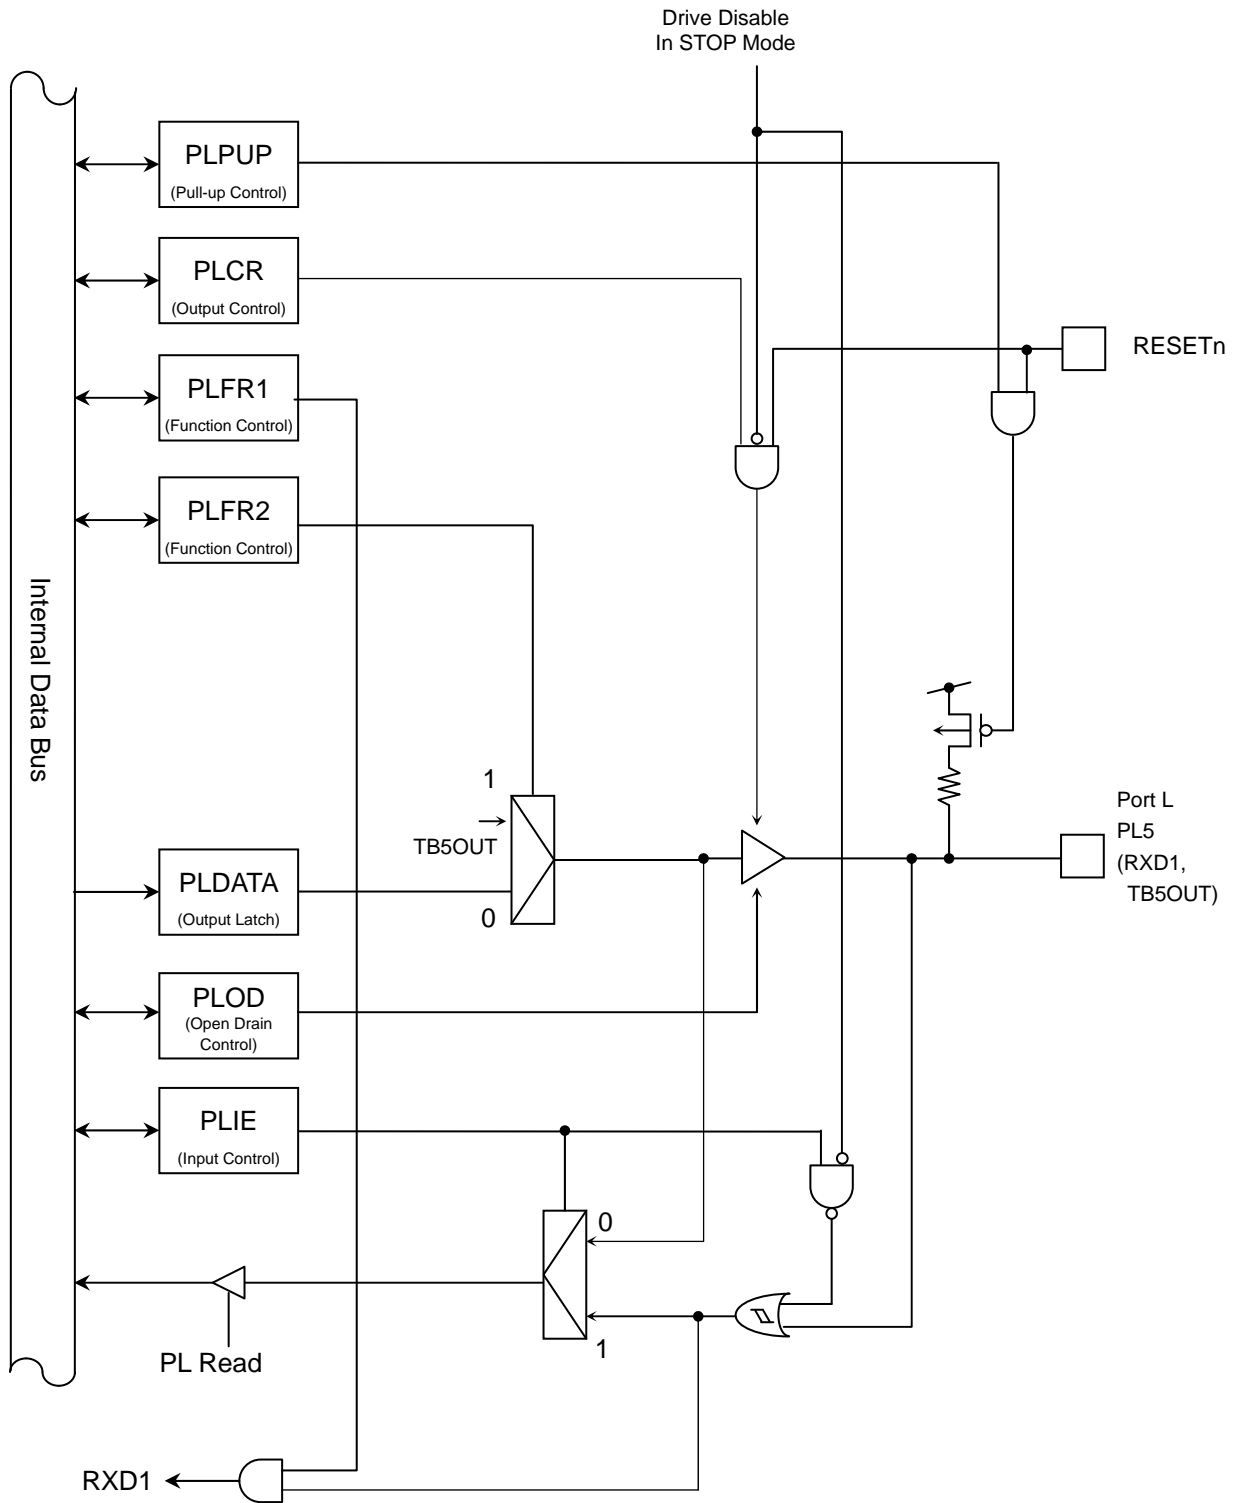 Drive Disable
In STOP Mode
PLPUP
(Pull-up Control)
PLCR
(Output Control)
RESETn
PLFR1
(Function Control)
PLFR2
(Function Control)
Internal Data Bus
1
TB5OUT
0
Port L
PL5
(RXD1,
TB5OUT)
PLDATA
(Output Latch)
PLOD
(Open Drain
Control)
PLIE
(Input Control)
0
1
PL Read
RXD1